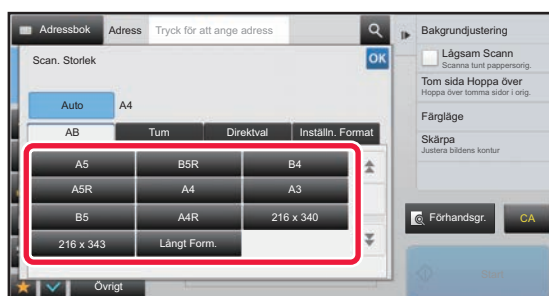 Adressbok Adress Tryck för att ange adress
Scan. Storlek OK
Auto A4
AB Tum Direktval Inställn. Format
A5 B5R B4
A5R A4 A3
B5 A4R 216 x 340
216 x 343 Långt Form.
Övrigt
Bakgrundjustering
Lågsam Scann
Scanna tunt pappersorig.
Tom sida Hoppa över
Hoppa över tomma sidor i orig.
Färgläge
Skärpa
Justera bildens kontur
Förhandsgr. CA
Start